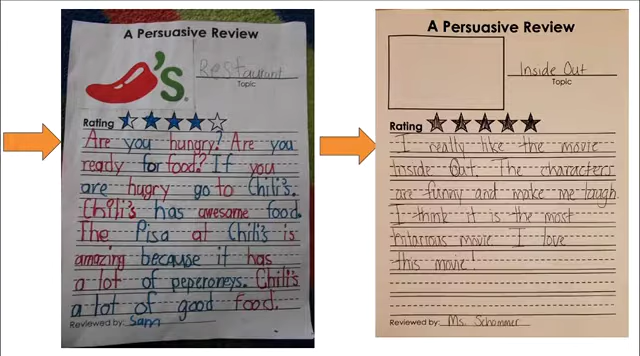 A Persuasive Review
'S
Restaurant
Topic
Rating
Are you hungry? Are you
ready for food? If you
are hugry go to Chili's.
Chili's has awesome food.
The Pisa at Chili's is
amazing because it has
a lot of peperoneys. Chili's
a lot of good food.
Reviewed by: Sam
A Persuasive Review
Inside Out
Topic
Rating
I really like the movie
Inside Out. The characters
are funny and make me laugh.
I think it is the most
hilarious movie. I love
this movie!
Reviewed by: Ms. Schommer